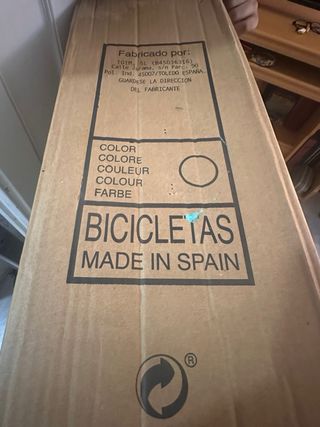 Fabricado por:
TOIM, SL (B45036316)
Calle Jarama, s/n Parc. 50
Pol. Ind. 45007/TOLEDO ESPAÑA
GUARDESE LA DIRECCION
DEL FABRICANTE
COLOR
COLORE
COULEUR
COLOUR
FARBE
BICICLETAS
MADE IN SPAIN
®